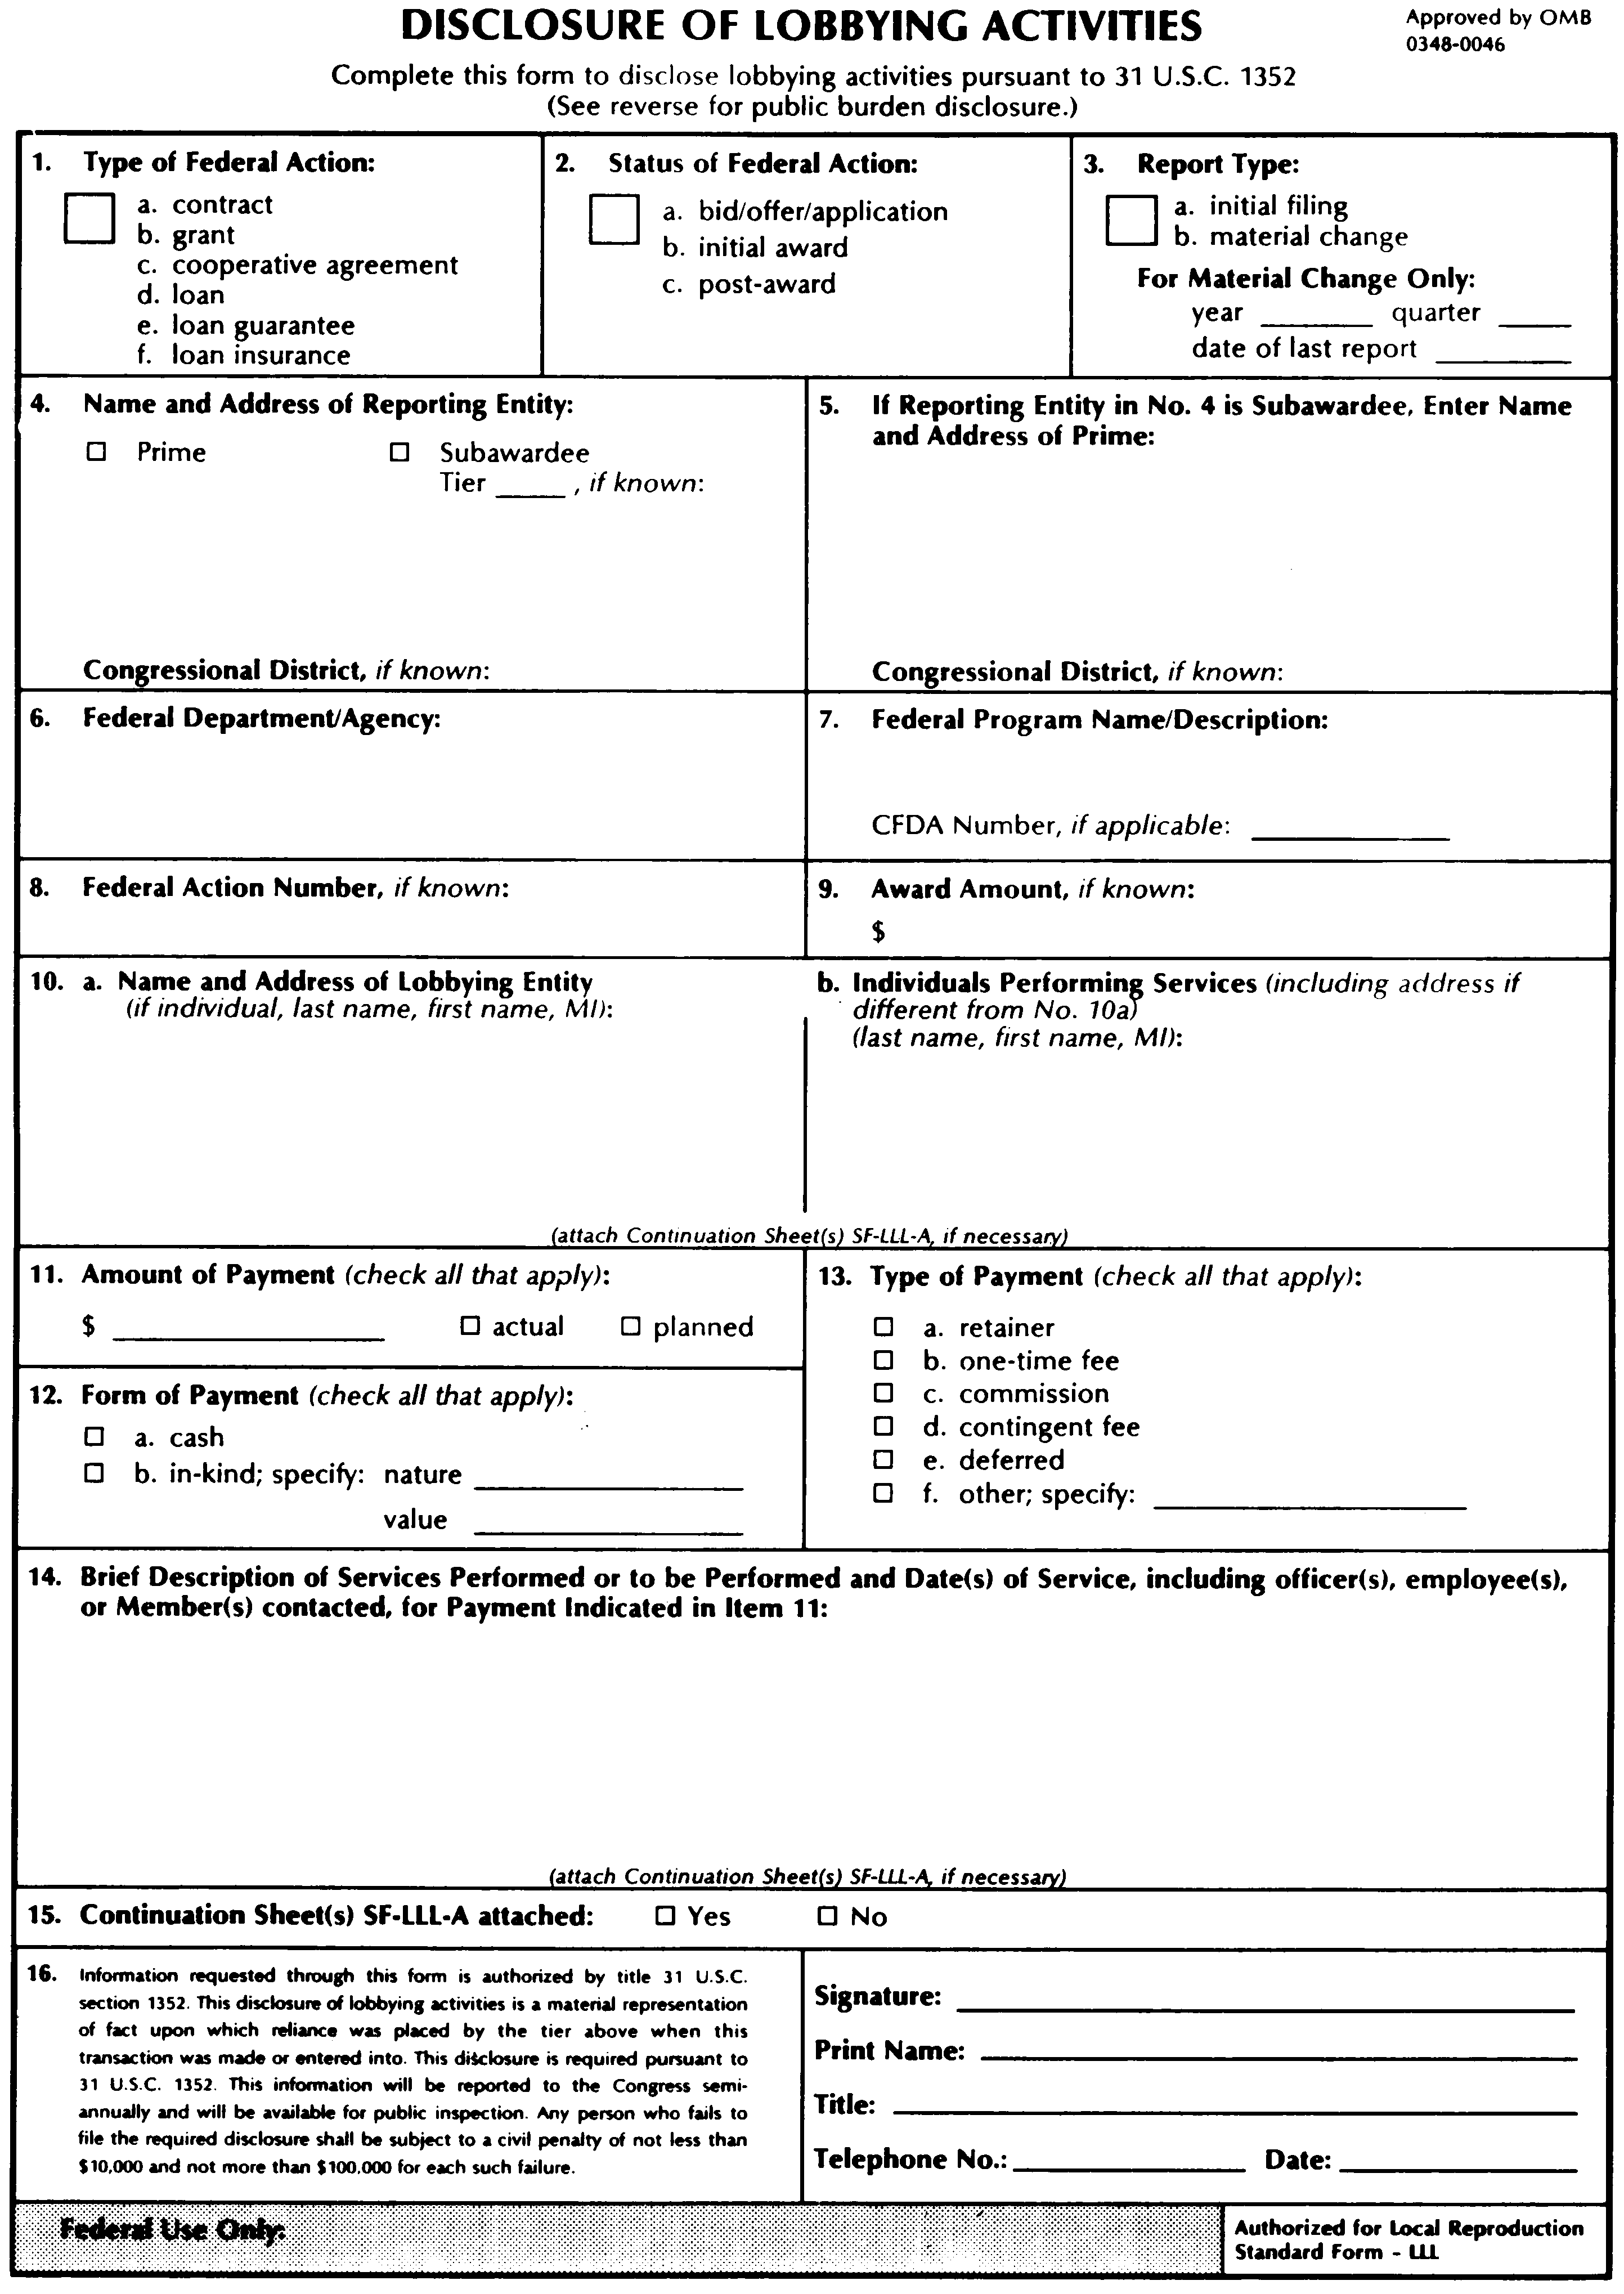 DISCLOSURE OF LOBBYING ACTIVITIES
Approved by OMB
0348-0046
Complete this form to disclose lobbying activities pursuant to 31 U.S.C. 1352
(See reverse for public burden disclosure.)
1. Type of Federal Action:
a. contract
b. grant
c. cooperative agreement
d. loan
e. loan guarantee
f. loan insurance
2. Status of Federal Action:
a. bid/offer/application
b. initial award
c. post-award
3. Report Type:
a. initial filing
b. material change
For Material Change Only:
year ________ quarter _____
date of last report _________
4. Name and Address of Reporting Entity:
☐ Prime ☐ Subawardee
Tier _____ , if known:
Congressional District, if known:
5. If Reporting Entity in No. 4 is Subawardee, Enter Name
and Address of Prime:
Congressional District, if known:
6. Federal Department/Agency:
7. Federal Program Name/Description:
CFDA Number, if applicable: _____________
8. Federal Action Number, if known:
9. Award Amount, if known:
$
10. a. Name and Address of Lobbying Entity
(if individual, last name, first name, MI):
b. Individuals Performing Services (including address if
different from No. 10a)
(last name, first name, MI):
(attach Continuation Sheet(s) SF-LLL-A, if necessary)
11. Amount of Payment (check all that apply):
$ __________________ ☐ actual ☐ planned
12. Form of Payment (check all that apply):
☐ a. cash
☐ b. in-kind; specify: nature __________________
value __________________
13. Type of Payment (check all that apply):
☐ a. retainer
☐ b. one-time fee
☐ c. commission
☐ d. contingent fee
☐ e. deferred
☐ f. other; specify: _____________________
14. Brief Description of Services Performed or to be Performed and Date(s) of Service, including officer(s), employee(s),
or Member(s) contacted, for Payment Indicated in Item 11:
(attach Continuation Sheet(s) SF-LLL-A, if necessary)
15. Continuation Sheet(s) SF-LLL-A attached: ☐ Yes ☐ No
16. Information requested through this form is authorized by title 31 U.S.C.
section 1352. This disclosure of lobbying activities is a material representation
of fact upon which reliance was placed by the tier above when this
transaction was made or entered into. This disclosure is required pursuant to
31 U.S.C. 1352. This information will be reported to the Congress semi-
annually and will be available for public inspection. Any person who fails to
file the required disclosure shall be subject to a civil penalty of not less than
$10,000 and not more than $100,000 for each such failure.
Signature: ____________________
Print Name: ____________________
Title: ____________________
Telephone No.: ______________ Date: ______________
Federal Use Only:
Authorized for Local Reproduction
Standard Form - LLL